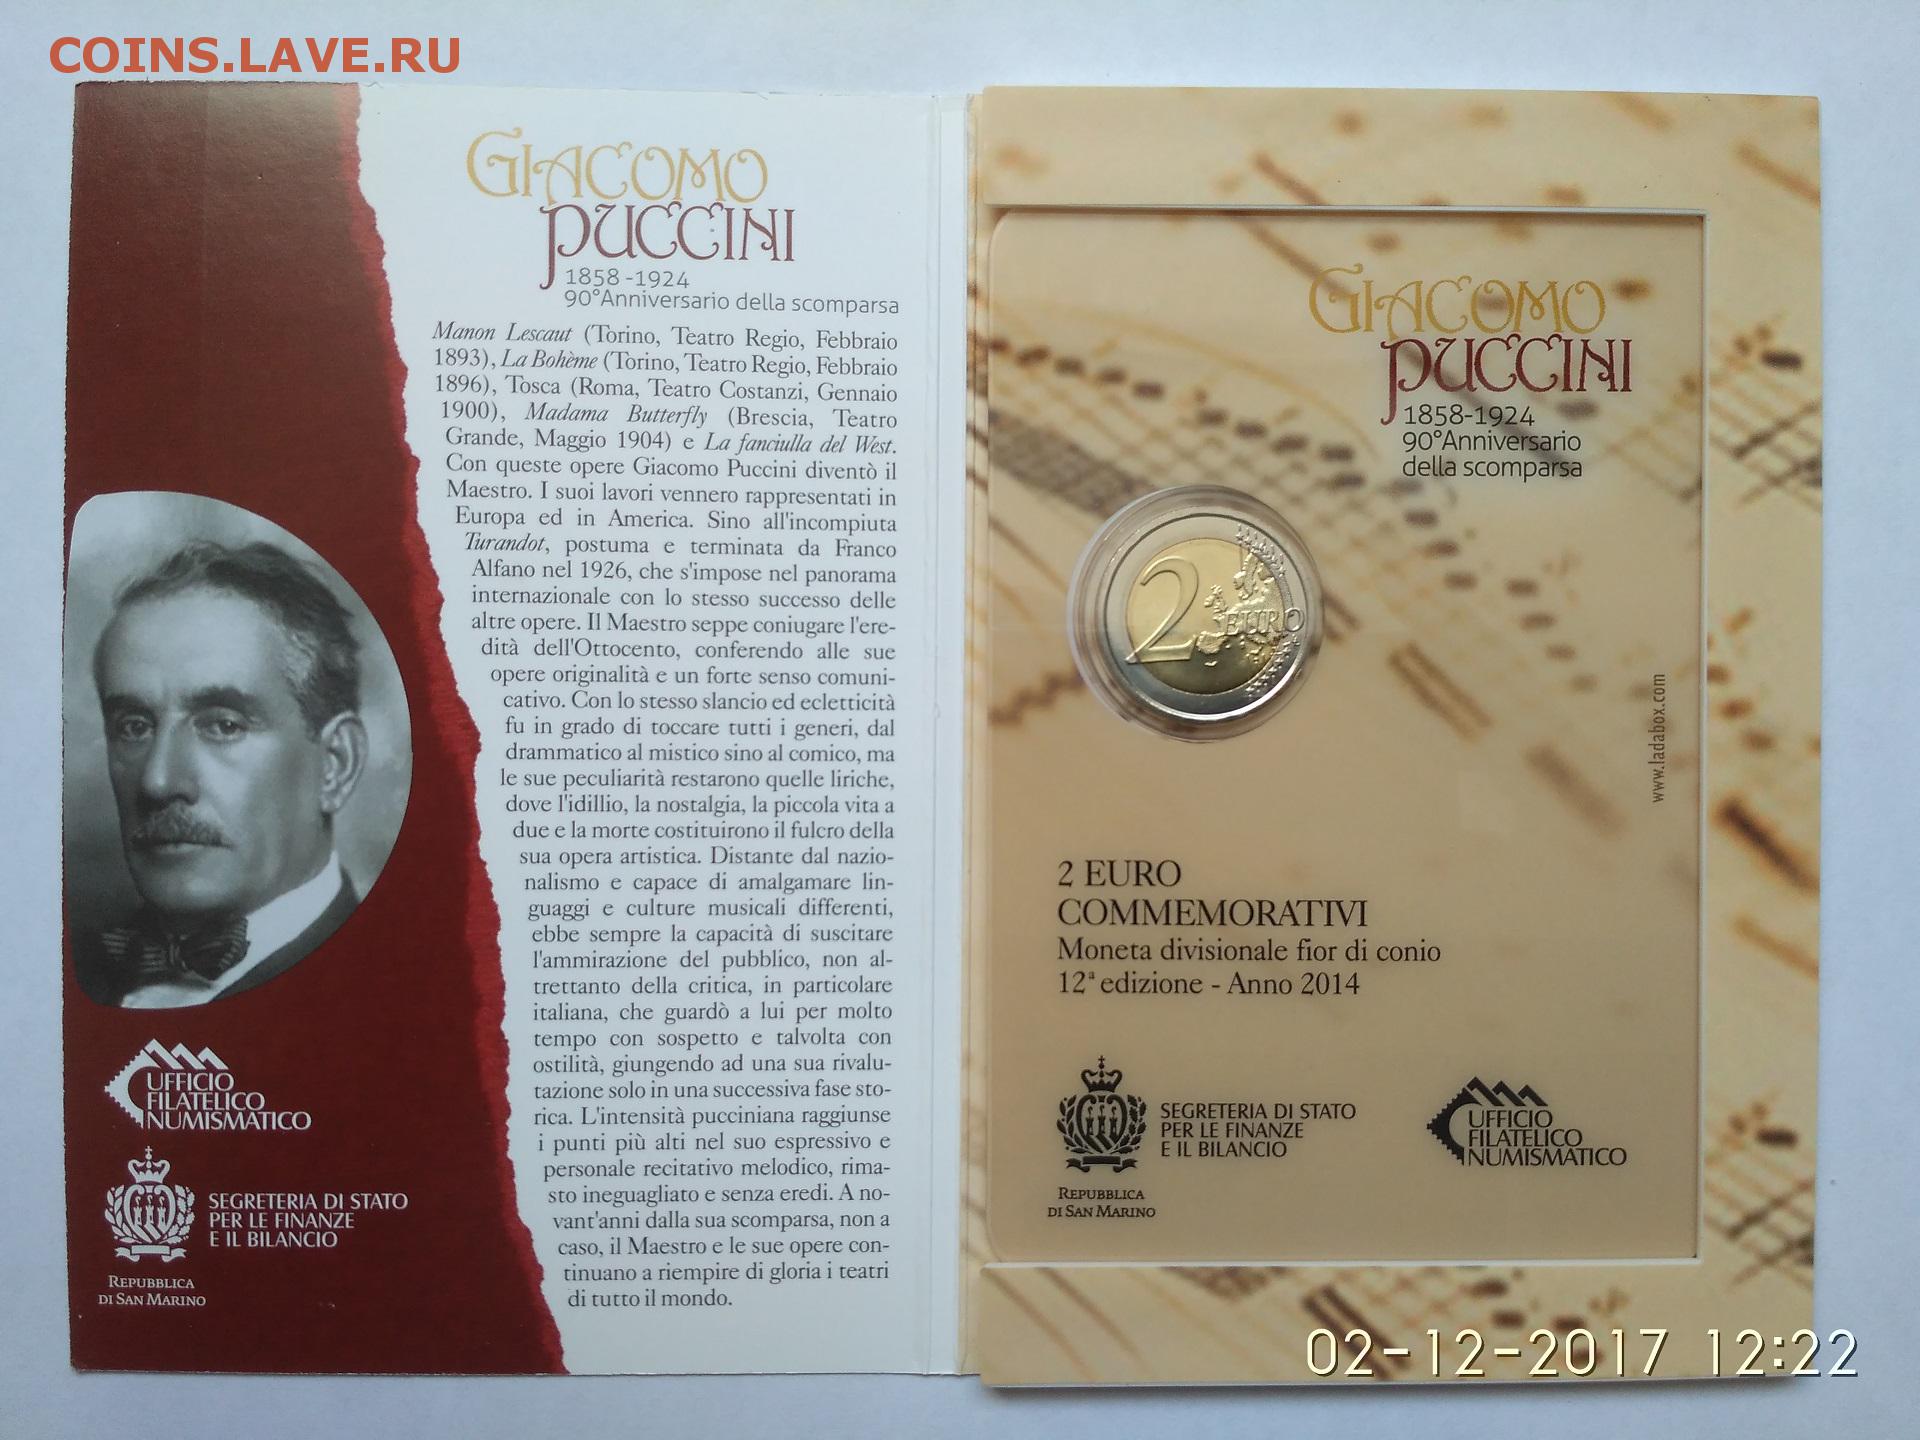 COINS.LAVE.RU
GIACOMO
PUCCINI
1858 -1924
90°Anniversario della scomparsa
Manon Lescaut (Torino, Teatro Regio, Febbraio
1893), La Bohème (Torino, Teatro Regio, Febbraio
1896), Tosca (Roma, Teatro Costanzi, Gennaio
1900), Madama Butterfly (Brescia, Teatro
Grande, Maggio 1904) e La fanciulla del West.
Con queste opere Giacomo Puccini diventò il
Maestro. I suoi lavori vennero rappresentati in
Europa ed in America. Sino all'incompiuta
Turandot, postuma e terminata da Franco
Alfano nel 1926, che s'impose nel panorama
internazionale con lo stesso successo delle
altre opere. Il Maestro seppe coniugare l'ere-
dità dell'Ottocento, conferendo alle sue
opere originalità e un forte senso comuni-
cativo. Con lo stesso slancio ed ecletticità
fu in grado di toccare tutti i generi, dal
drammatico al mistico sino al comico, ma
le sue peculiarità restarono quelle liriche,
dove l'idillio, la nostalgia, la piccola vita a
due e la morte costituirono il fulcro della
sua opera artistica. Distante dal nazio-
nalismo e capace di amalgamare lin-
guaggi e culture musicali differenti,
ebbe sempre la capacità di suscitare
l'ammirazione del pubblico, non al-
trettanto della critica, in particolare
italiana, che guardò a lui per molto
tempo con sospetto e talvolta con
ostilità, giungendo ad una sua rivalu-
tazione solo in una successiva fase sto-
rica. L'intensità pucciniana raggiunse
i punti più alti nel suo espressivo e
personale recitativo melodico, rima-
sto ineguagliato e senza eredi. A no-
vant'anni dalla sua scomparsa, non a
caso, il Maestro e le sue opere con-
tinuano a riempire di gloria i teatri
di tutto il mondo.
UFFICIO
FILATELICO
NUMISMATICO
SEGRETERIA DI STATO
PER LE FINANZE
E IL BILANCIO
REPUBBLICA
DI SAN MARINO
GIACOMO
PUCCINI
1858-1924
90°Anniversario
della scomparsa
2 EURO
www.ladabox.com
2 EURO
COMMEMORATIVI
Moneta divisionale fior di conio
12ª edizione - Anno 2014
SEGRETERIA DI STATO
PER LE FINANZE
E IL BILANCIO
REPUBBLICA
DI SAN MARINO
UFFICIO
FILATELICO
NUMISMATICO
02-12-2017 12:22